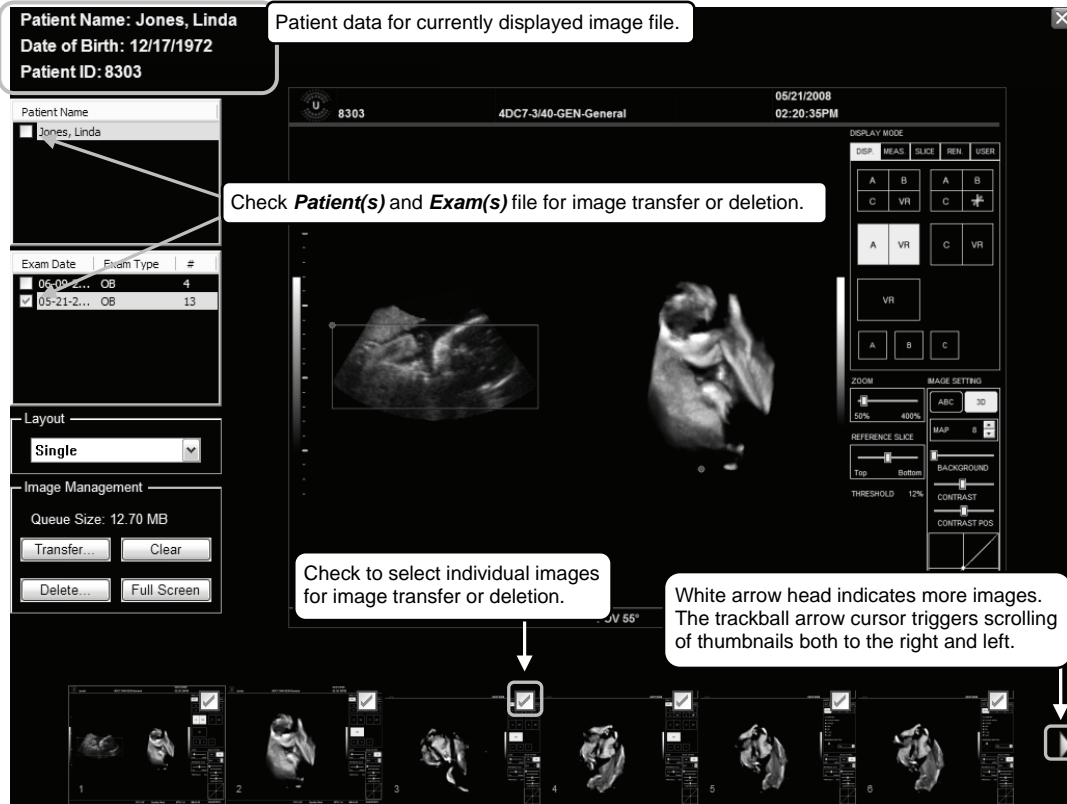 Patient Name: Jones, Linda
Date of Birth: 12/17/1972
Patient ID: 8303
Patient data for currently displayed image file.
Patient Name
Jones, Linda
U
8303
4DC7-3/40-GEN-General
05/21/2008
02:20:35PM
Check Patient(s) and Exam(s) file for image transfer or deletion.
Exam Date Exam Type #
06-09-2... OB 4
05-21-2... OB 13
Layout
Single
Image Management
Queue Size: 12.70 MB
Transfer... Clear
Delete... Full Screen
DISPLAY MODE
DISP. MEAS. SLICE REN. USER
A B A B
C VR C
A VR C VR
VR
A B C
ZOOM
50% 400%
REFERENCE SLICE
Top Bottom
THRESHOLD 12%
IMAGE SETTING
ABC 3D
MAP 8
BACKGROUND
CONTRAST
CONTRAST POS
Check to select individual images
for image transfer or deletion.
OV 55°
White arrow head indicates more images.
The trackball arrow cursor triggers scrolling
of thumbnails both to the right and left.
1 2 3 4 5 6